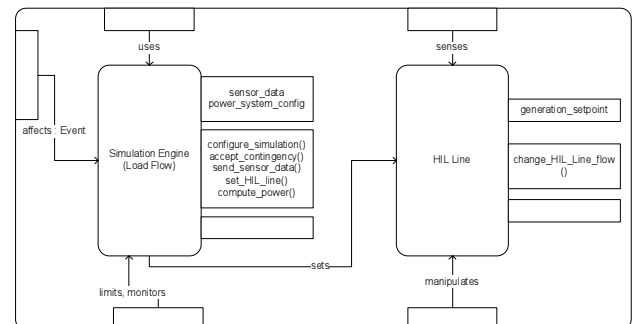 uses
senses
sensor_data
power_system_config
generation_setpoint
affects : Event
configure_simulation()
accept_contingency()
send_sensor_data()
set_HIL_line()
compute_power()
Simulation Engine
(Load Flow)
HIL Line
change_HIL_Line_flow
()
sets
limits, monitors
manipulates